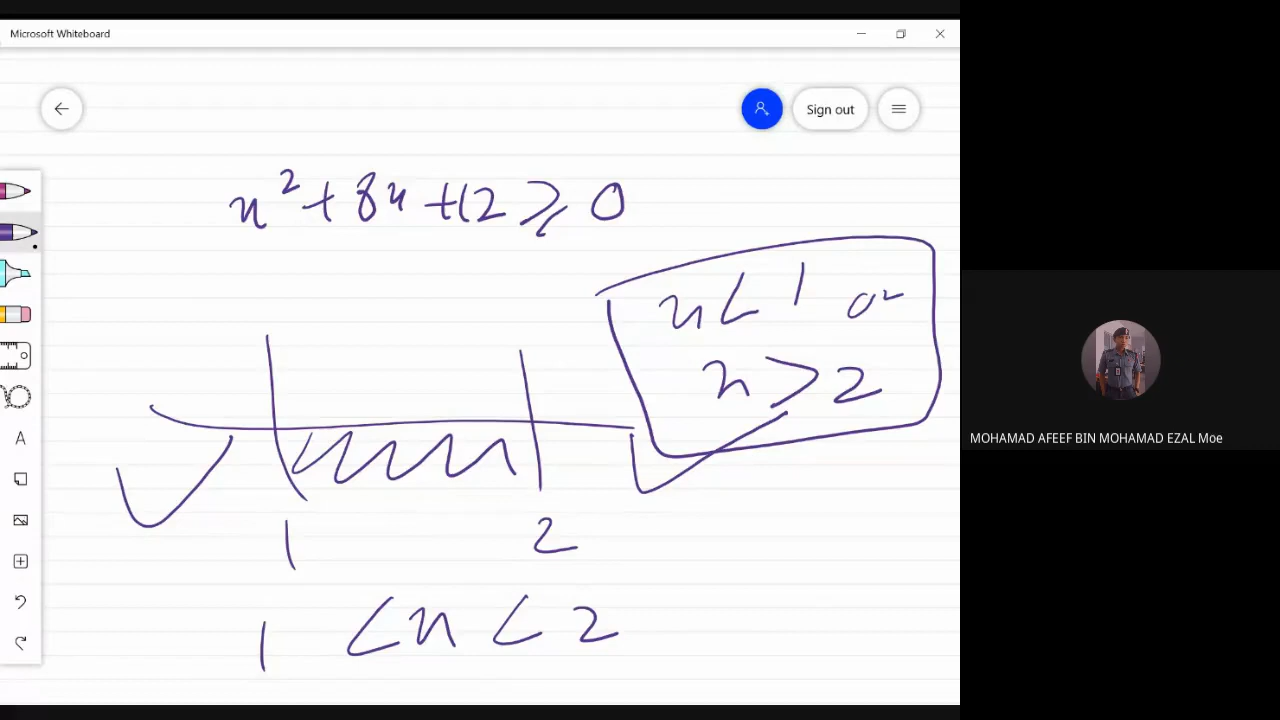 Microsoft Whiteboard
Sign out
x² + 8x + 12 ⩾ 0
x < 1 or
x > 2
1 2
1 < x < 2
A
MOHAMAD AFEEF BIN MOHAMAD EZAL Moe